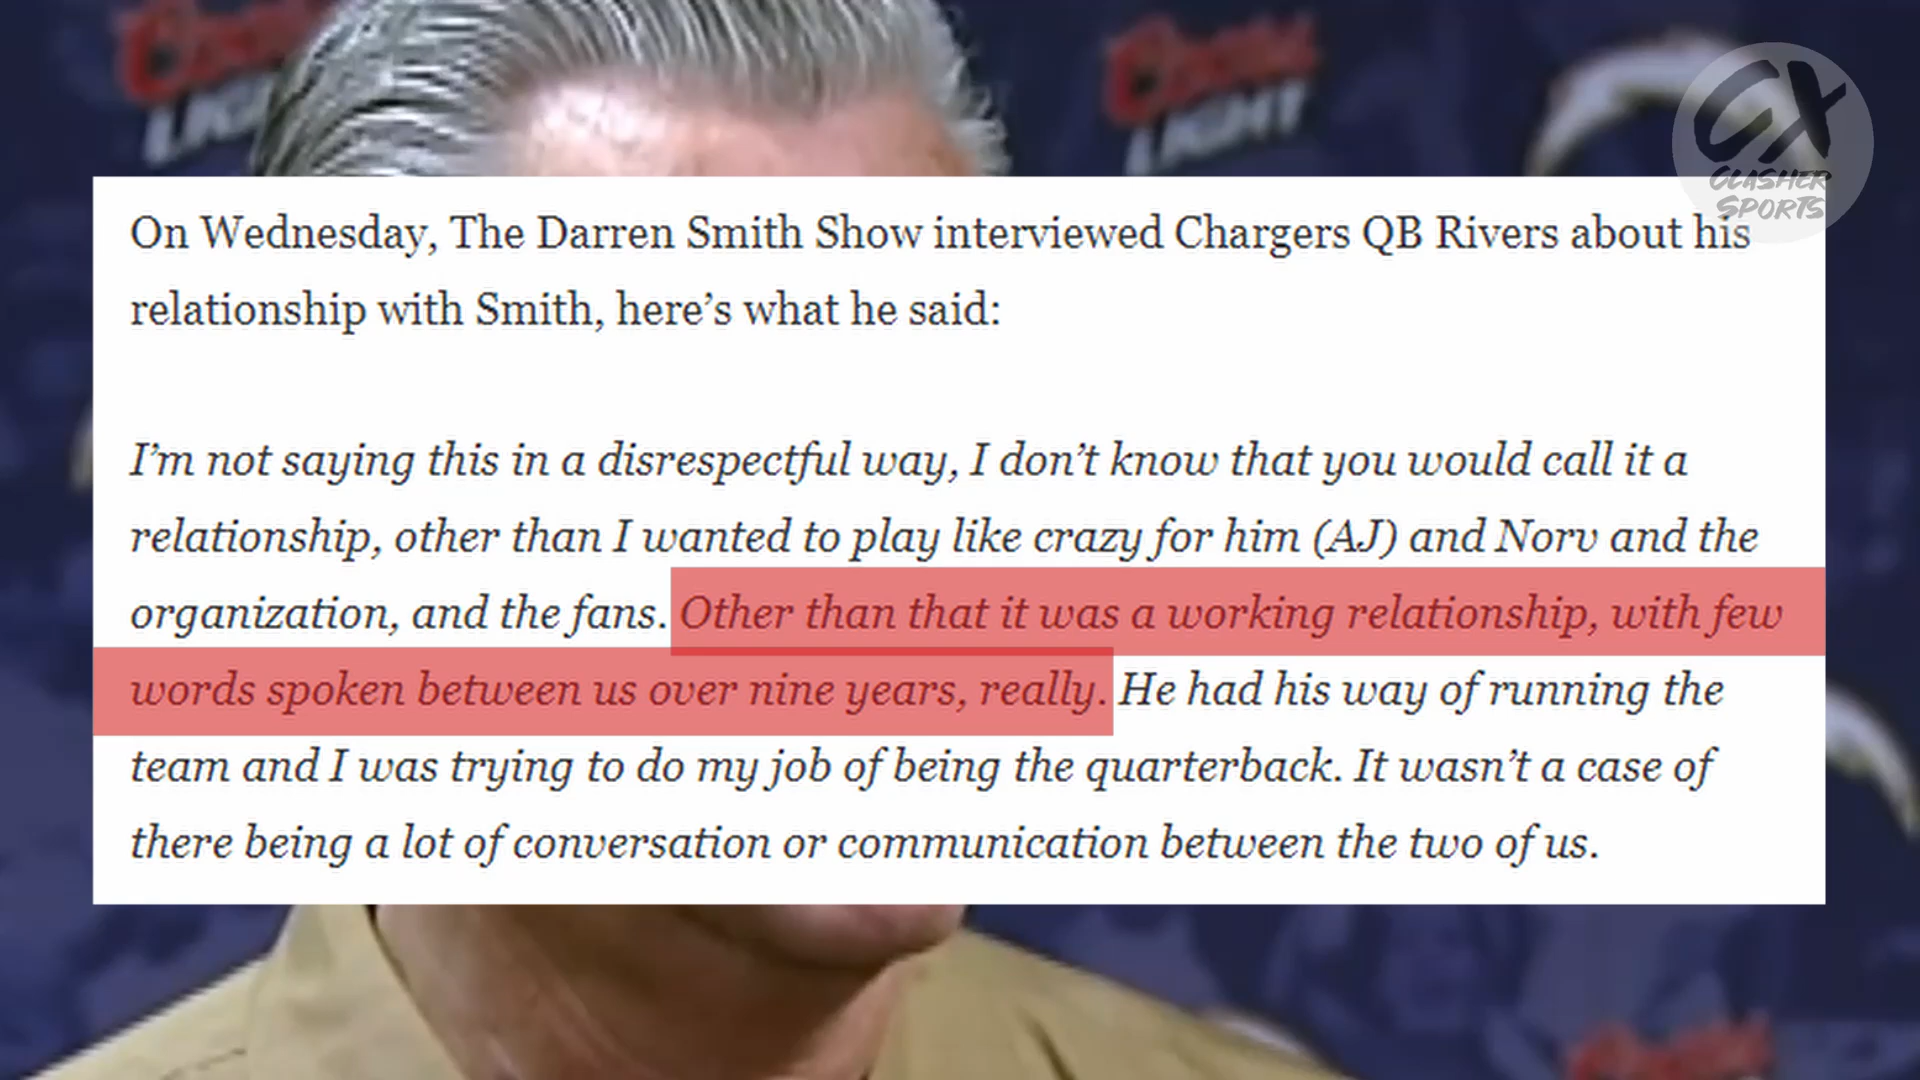 Coors
LIGHT
Coors
LIGHT
CX
CLASHER
SPORTS
On Wednesday, The Darren Smith Show interviewed Chargers QB Rivers about his
relationship with Smith, here’s what he said:
I’m not saying this in a disrespectful way, I don’t know that you would call it a
relationship, other than I wanted to play like crazy for him (AJ) and Norv and the
organization, and the fans. Other than that it was a working relationship, with few
words spoken between us over nine years, really. He had his way of running the
team and I was trying to do my job of being the quarterback. It wasn’t a case of
there being a lot of conversation or communication between the two of us.
Coors